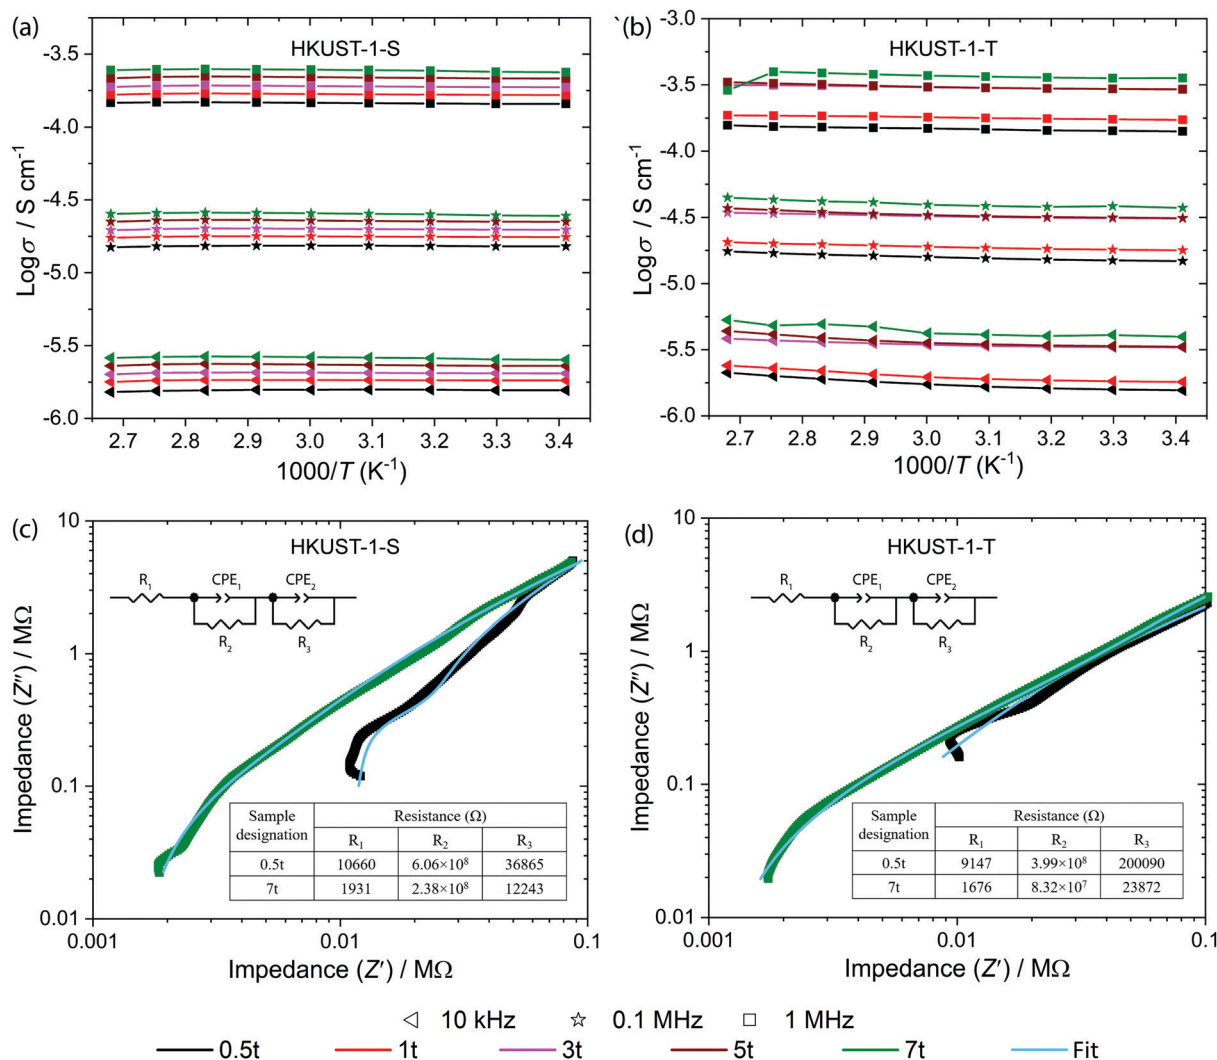 (a)
HKUST-1-S
-3.5
-4.0
-4.5
-5.0
-5.5
-6.0
Logσ / S cm⁻¹
2.7 2.8 2.9 3.0 3.1 3.2 3.3 3.4
1000/T (K⁻¹)
`(b)
HKUST-1-T
-3.0
-3.5
-4.0
-4.5
-5.0
-5.5
-6.0
Logσ / S cm⁻¹
2.7 2.8 2.9 3.0 3.1 3.2 3.3 3.4
1000/T (K⁻¹)
(c)
HKUST-1-S
10
1
0.1
0.01
Impedance (Z″) / MΩ
R₁ CPE₁ CPE₂
R₂ R₃
Sample designation Resistance (Ω)
R₁ R₂ R₃
0.5t 10660 6.06×10⁸ 36865
7t 1931 2.38×10⁸ 12243
0.001 0.01 0.1
Impedance (Z′) / MΩ
(d)
HKUST-1-T
10
1
0.1
0.01
Impedance (Z″) / MΩ
R₁ CPE₁ CPE₂
R₂ R₃
Sample designation Resistance (Ω)
R₁ R₂ R₃
0.5t 9147 3.99×10⁸ 200090
7t 1676 8.32×10⁷ 23872
0.001 0.01 0.1
Impedance (Z′) / MΩ
10 kHz 0.1 MHz 1 MHz
0.5t 1t 3t 5t 7t Fit